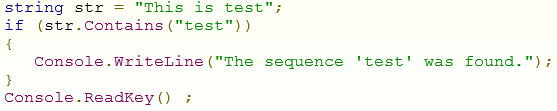 string str = "This is test";
if (str.Contains("test"))
{
   Console.WriteLine("The sequence 'test' was found.");
}
Console.ReadKey() ;